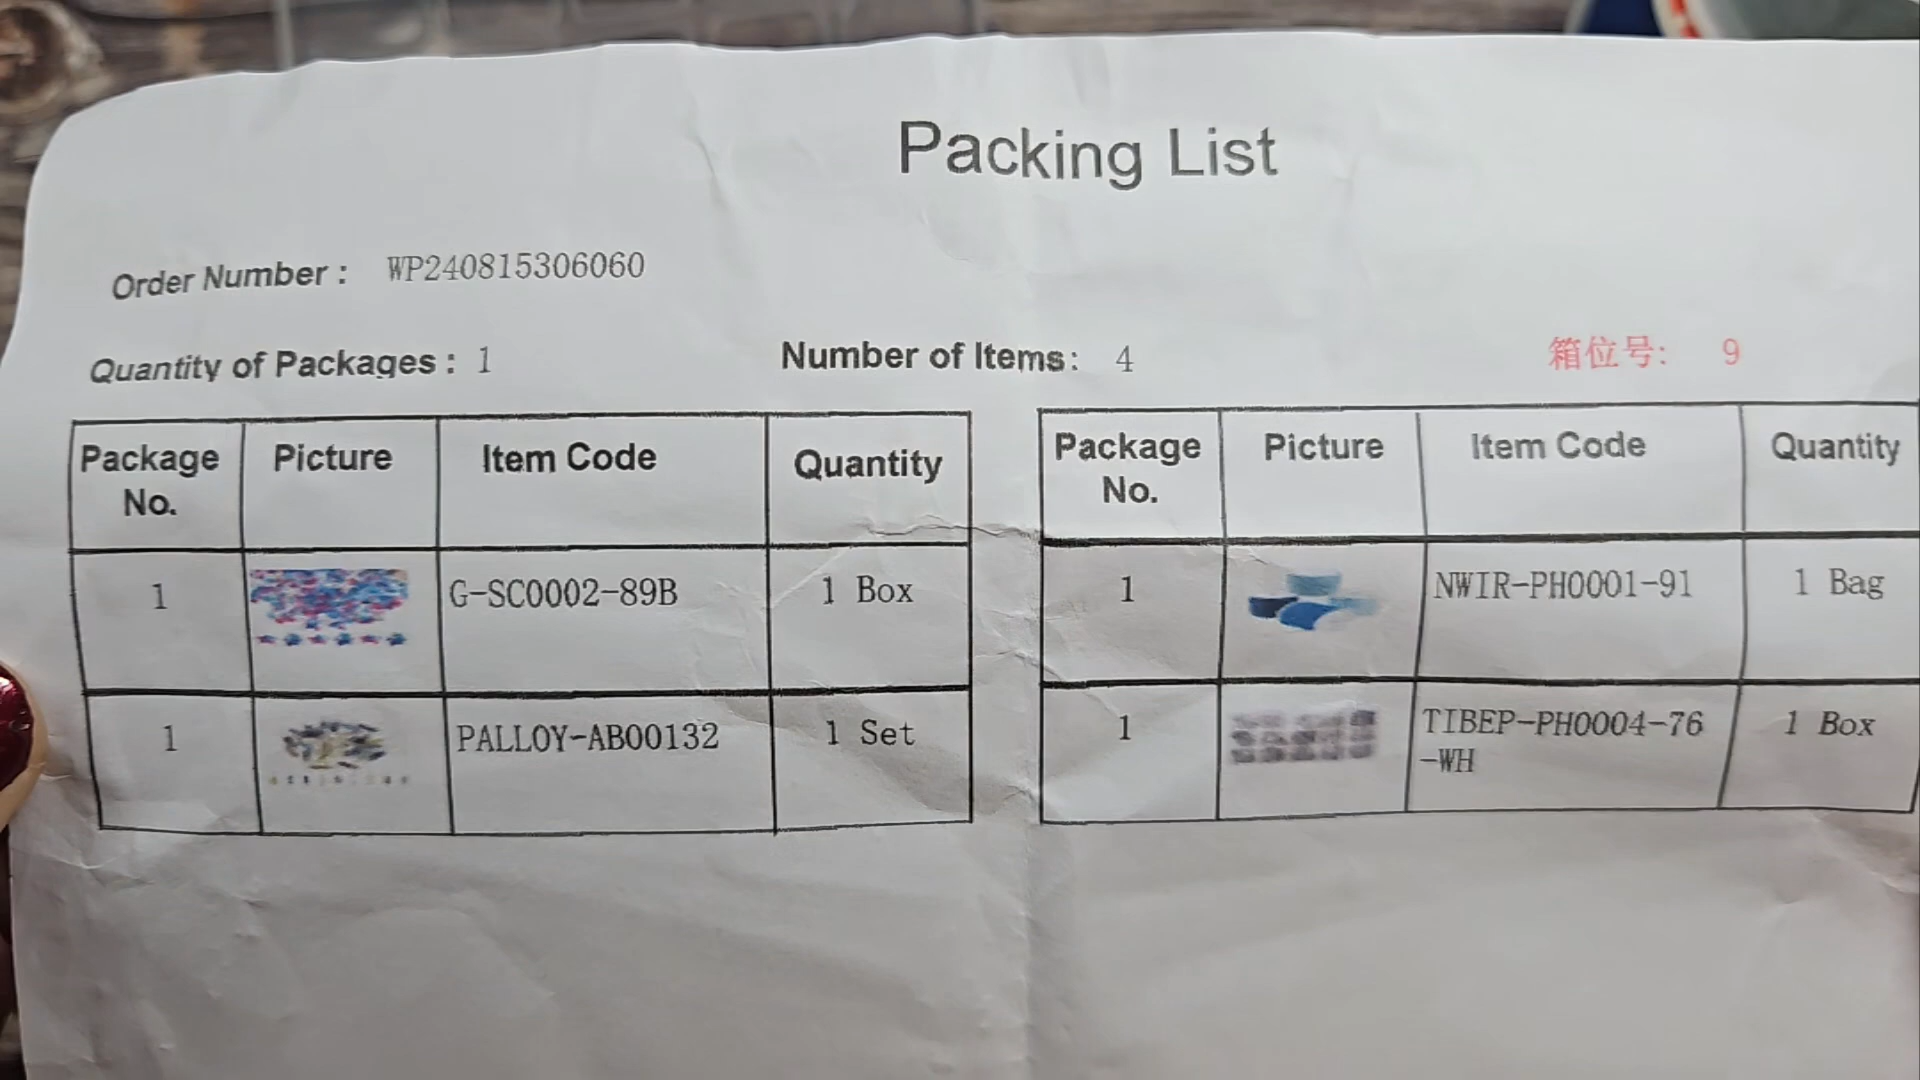 Packing List
Order Number: WP240815306060
Quantity of Packages: 1 Number of Items: 4 箱位号: 9
Package No. Picture Item Code Quantity
1 G-SC0002-89B 1 Box
1 PALLOY-AB00132 1 Set
Package No. Picture Item Code Quantity
1 NWIR-PH0001-91 1 Bag
1 TIBEP-PH0004-76
-WH 1 Box